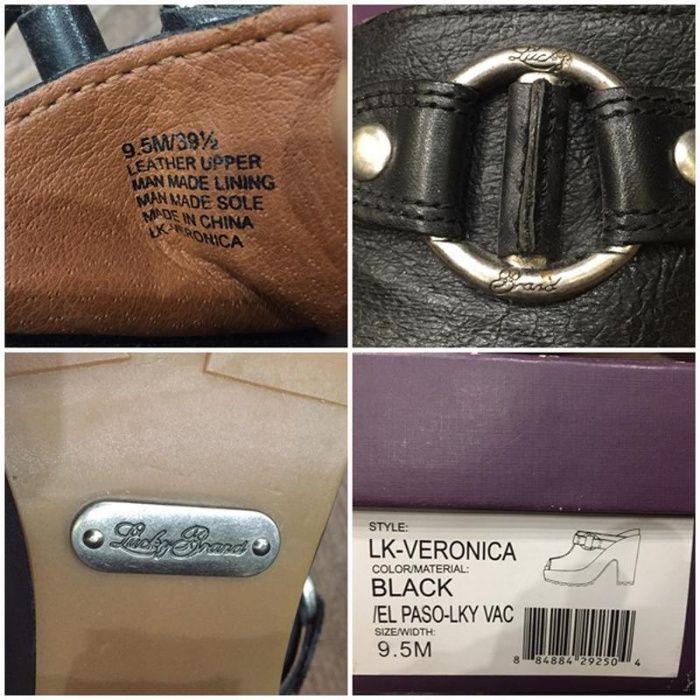 9.5M/39½
LEATHER UPPER
MAN MADE LINING
MAN MADE SOLE
MADE IN CHINA
LK-VERONICA
Lucky
Brand
Lucky Brand
STYLE:
LK-VERONICA
COLOR/MATERIAL:
BLACK
/EL PASO-LKY VAC
SIZE/WIDTH:
9.5M
8 84884 29250 4